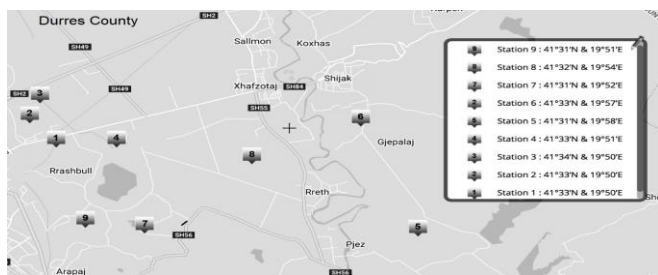 Durres County
SH2
SH49
Sallmon
Koxhas
Shijak
Xhafzotaj
SH84
SH2
SH49
SH55
3
2
1
4
6
Gjepalaj
8
Rrashbull
Rreth
9
7
5
SH56
Pjez
Arapaj
SH56
Station 9 : 41°31'N & 19°51'E
Station 8 : 41°32'N & 19°54'E
Station 7 : 41°31'N & 19°52'E
Station 6 : 41°33'N & 19°57'E
Station 5 : 41°31'N & 19°58'E
Station 4 : 41°33'N & 19°51'E
Station 3 : 41°34'N & 19°50'E
Station 2 : 41°33'N & 19°50'E
Station 1 : 41°33'N & 19°50'E